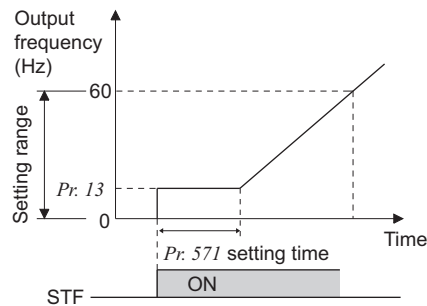 Output
frequency
(Hz)
60
Setting range
Pr. 13
0
Time
Pr. 571 setting time
ON
STF